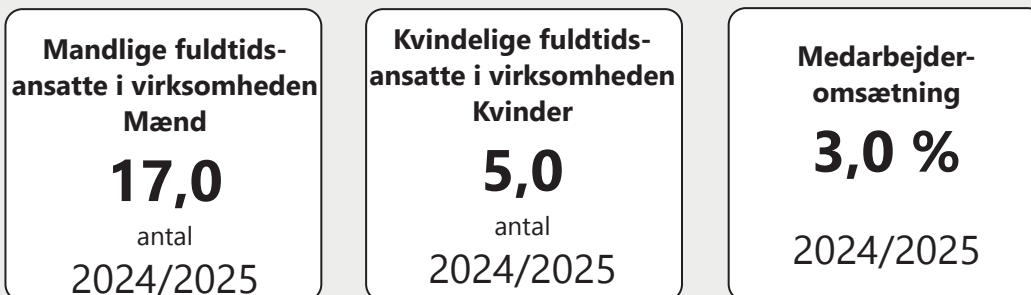 Mandlige fuldtids-
ansatte i virksomheden
Mænd
17,0
antal
2024/2025
Kvindelige fuldtids-
ansatte i virksomheden
Kvinder
5,0
antal
2024/2025
Medarbejder-
omsætning
3,0 %
2024/2025